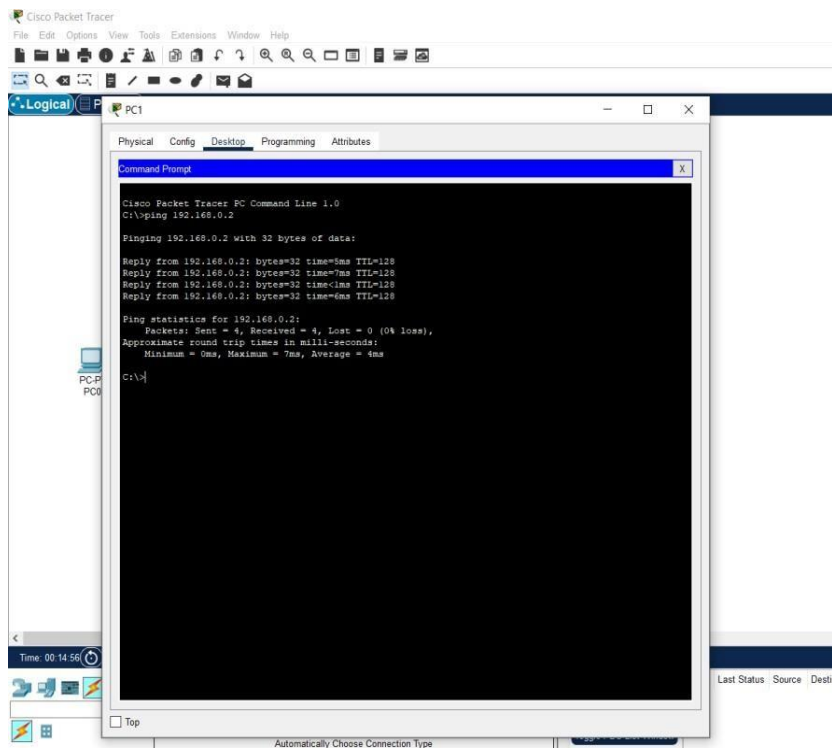 Cisco Packet Tracer
File Edit Options View Tools Extensions Window Help
Logical P
PC1
Physical Config Desktop Programming Attributes
Command Prompt X
Cisco Packet Tracer PC Command Line 1.0
C:\>ping 192.168.0.2
Pinging 192.168.0.2 with 32 bytes of data:
Reply from 192.168.0.2: bytes=32 time=5ms TTL=128
Reply from 192.168.0.2: bytes=32 time=7ms TTL=128
Reply from 192.168.0.2: bytes=32 time<1ms TTL=128
Reply from 192.168.0.2: bytes=32 time=6ms TTL=128
Ping statistics for 192.168.0.2:
Packets: Sent = 4, Received = 4, Lost = 0 (0% loss),
Approximate round trip times in milli-seconds:
Minimum = 0ms, Maximum = 7ms, Average = 4ms
C:\>
PC-P
PC0
Time: 00:14:56
Last Status Source Desti
Top
Automatically Choose Connection Type